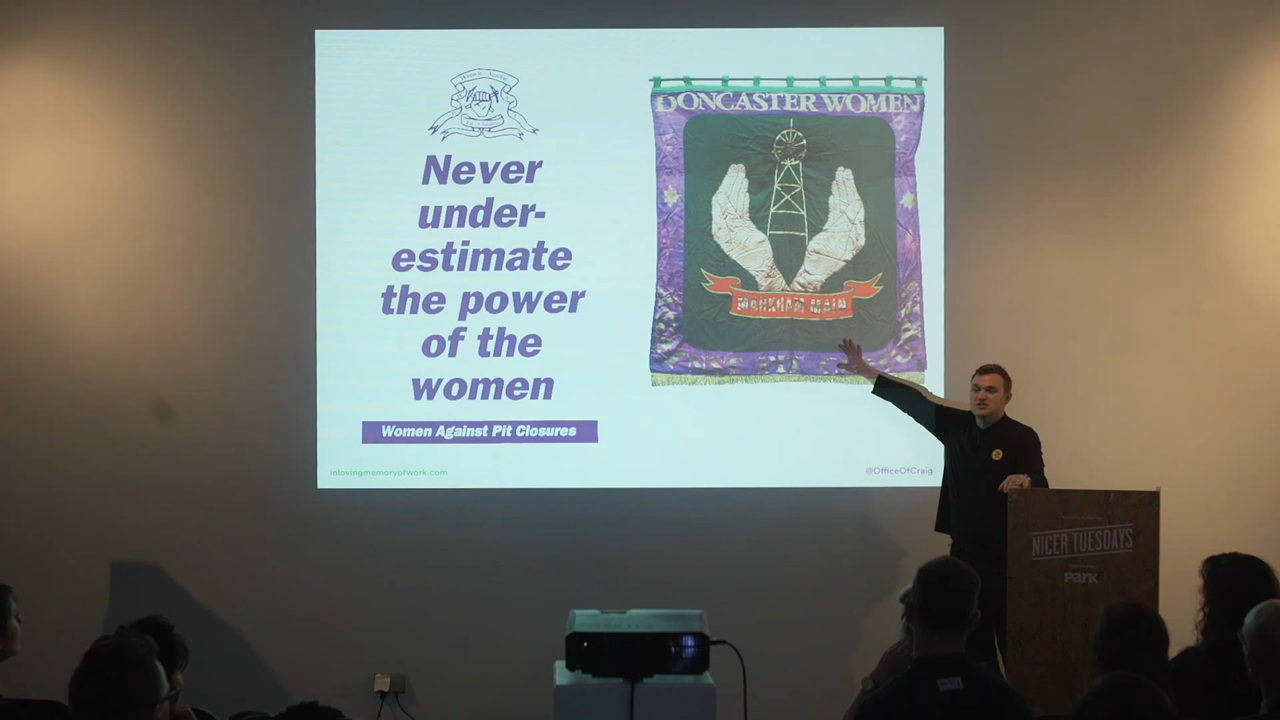 Never
under-
estimate
the power
of the
women
Women Against Pit Closures
inlovingmemoryofwork.com
DONCASTER WOMEN
MARKHAM MAIN
PIT
@OfficeOfCraig
NICER TUESDAYS
PARK